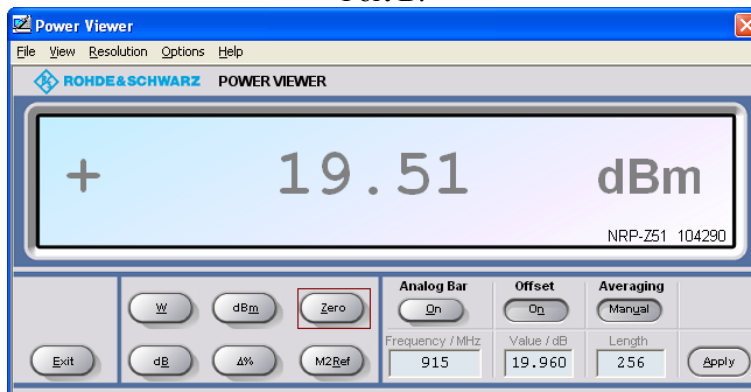 Power Viewer
File View Resolution Options Help
ROHDE&SCHWARZ POWER VIEWER
+ 19.51 dBm
NRP-Z51 104290
Analog Bar Offset Averaging
W dBm Zero On On Manual
Frequency / MHz Value / dB Length
Exit dB Δ% M2Ref 915 19.960 256 Apply